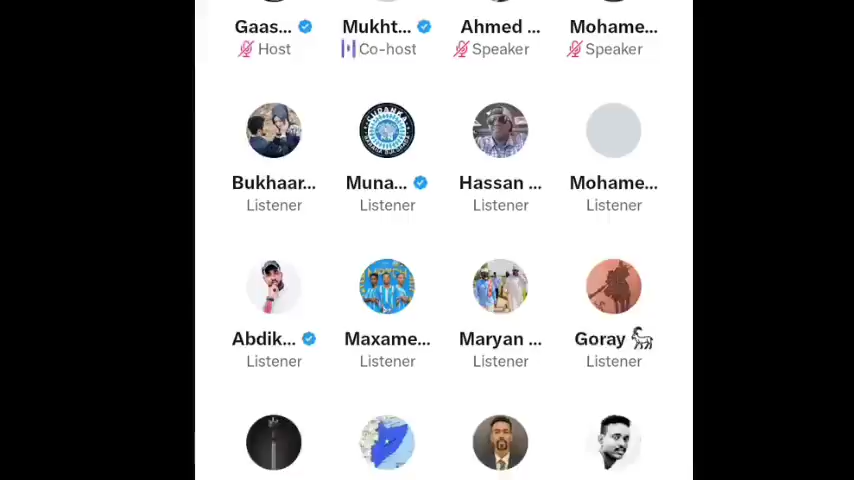 Gaas... Mukht... Ahmed ... Mohame...
Host Co-host Speaker Speaker
Bukhaar... Muna... Hassan ... Mohame...
Listener Listener Listener Listener
Abdik... Maxame... Maryan ... Goray
Listener Listener Listener Listener